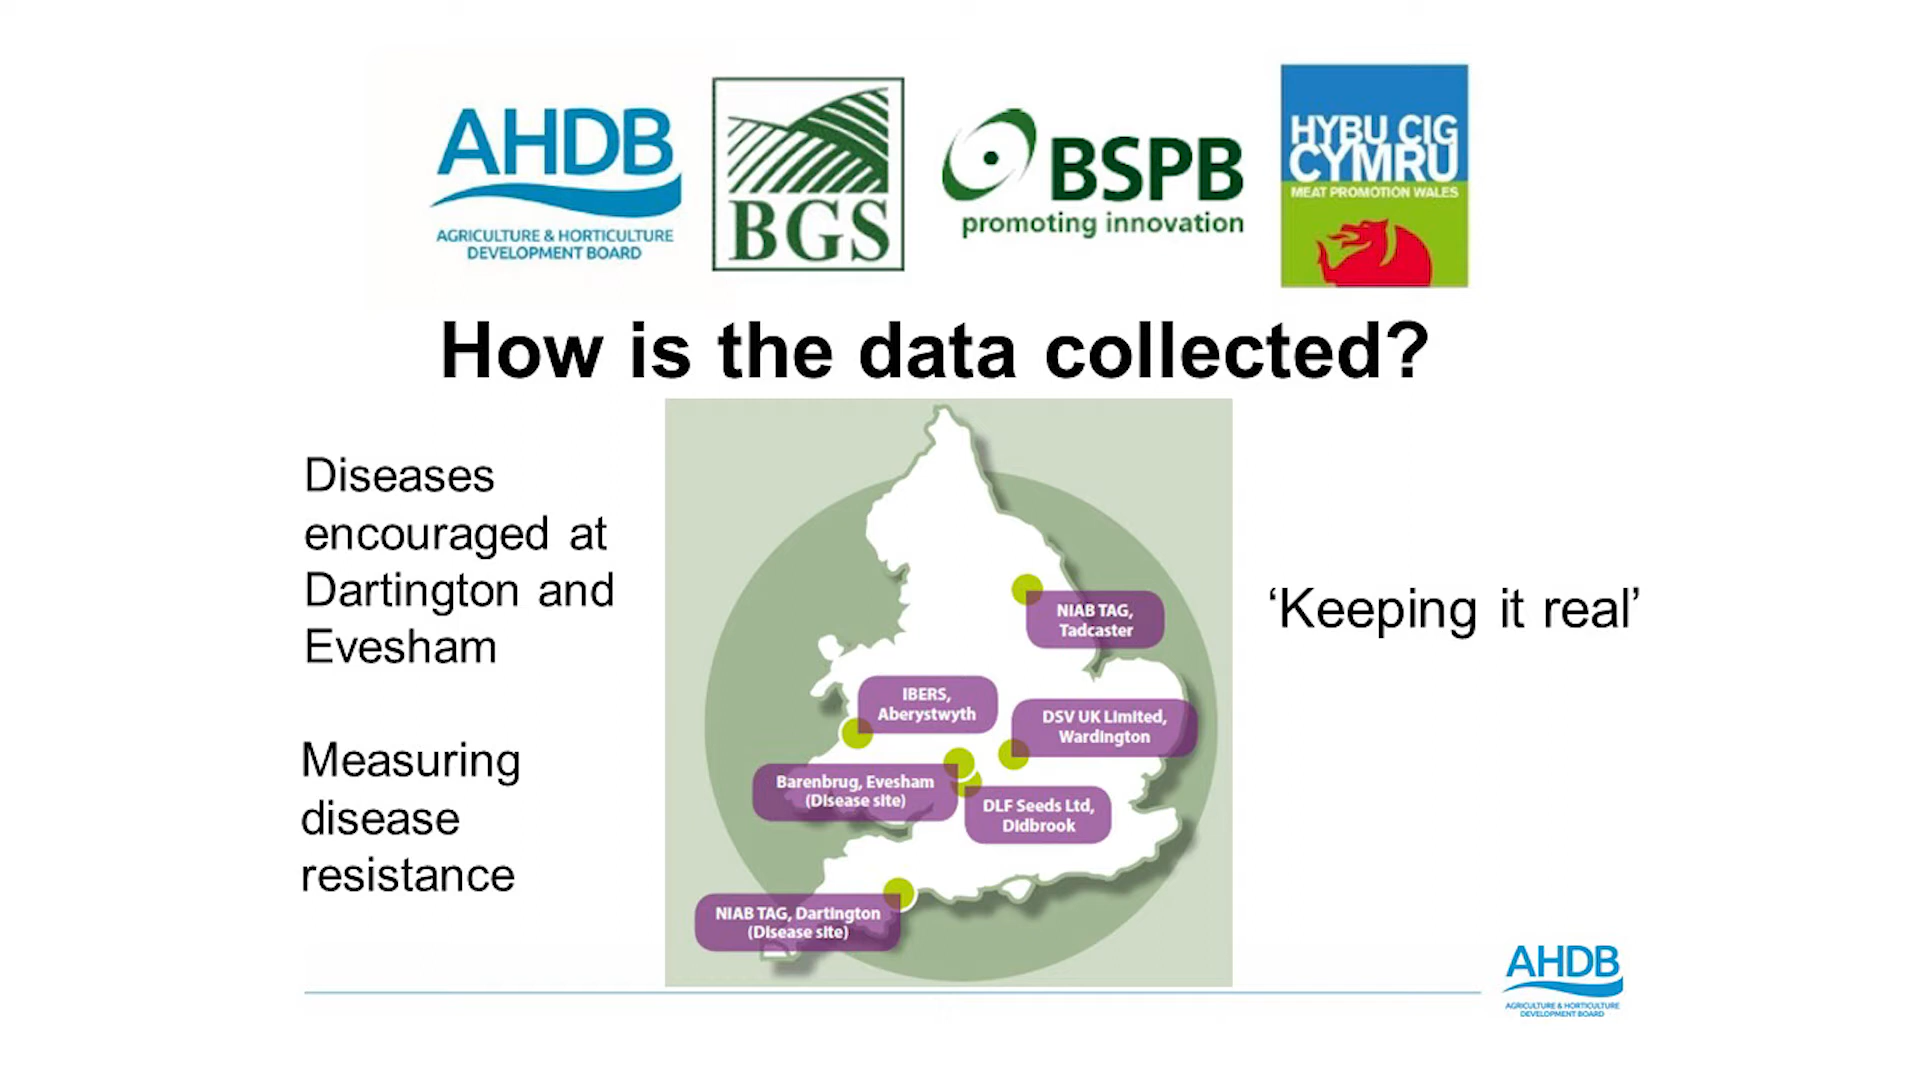 AHDB
AGRICULTURE & HORTICULTURE
DEVELOPMENT BOARD
BGS
BSPB
promoting innovation
HYBU CIG
CYMRU
MEAT PROMOTION WALES
How is the data collected?
Diseases
encouraged at
Dartington and
Evesham
Measuring
disease
resistance
NIAB TAG,
Tadcaster
IBERS,
Aberystwyth
DSV UK Limited,
Wardington
Barenbrug, Evesham
(Disease site)
DLF Seeds Ltd,
Didbrook
NIAB TAG, Dartington
(Disease site)
‘Keeping it real’
AHDB
AGRICULTURE & HORTICULTURE
DEVELOPMENT BOARD